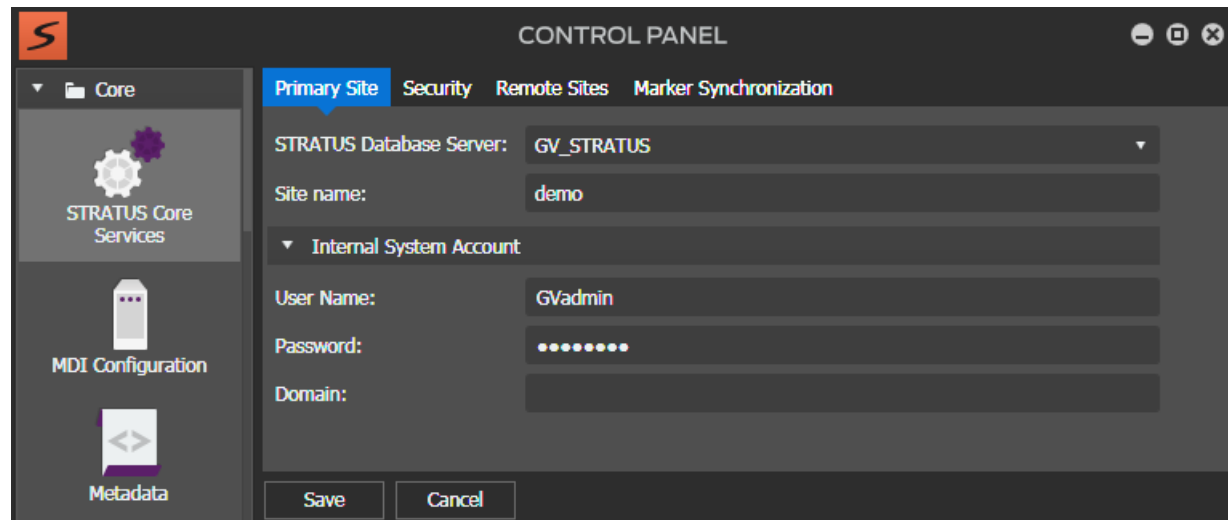 CONTROL PANEL
Core
STRATUS Core
Services
MDI Configuration
<>
Metadata
Primary Site Security Remote Sites Marker Synchronization
STRATUS Database Server: GV_STRATUS
Site name: demo
Internal System Account
User Name: GVadmin
Password: ●●●●●●●●
Domain:
Save Cancel